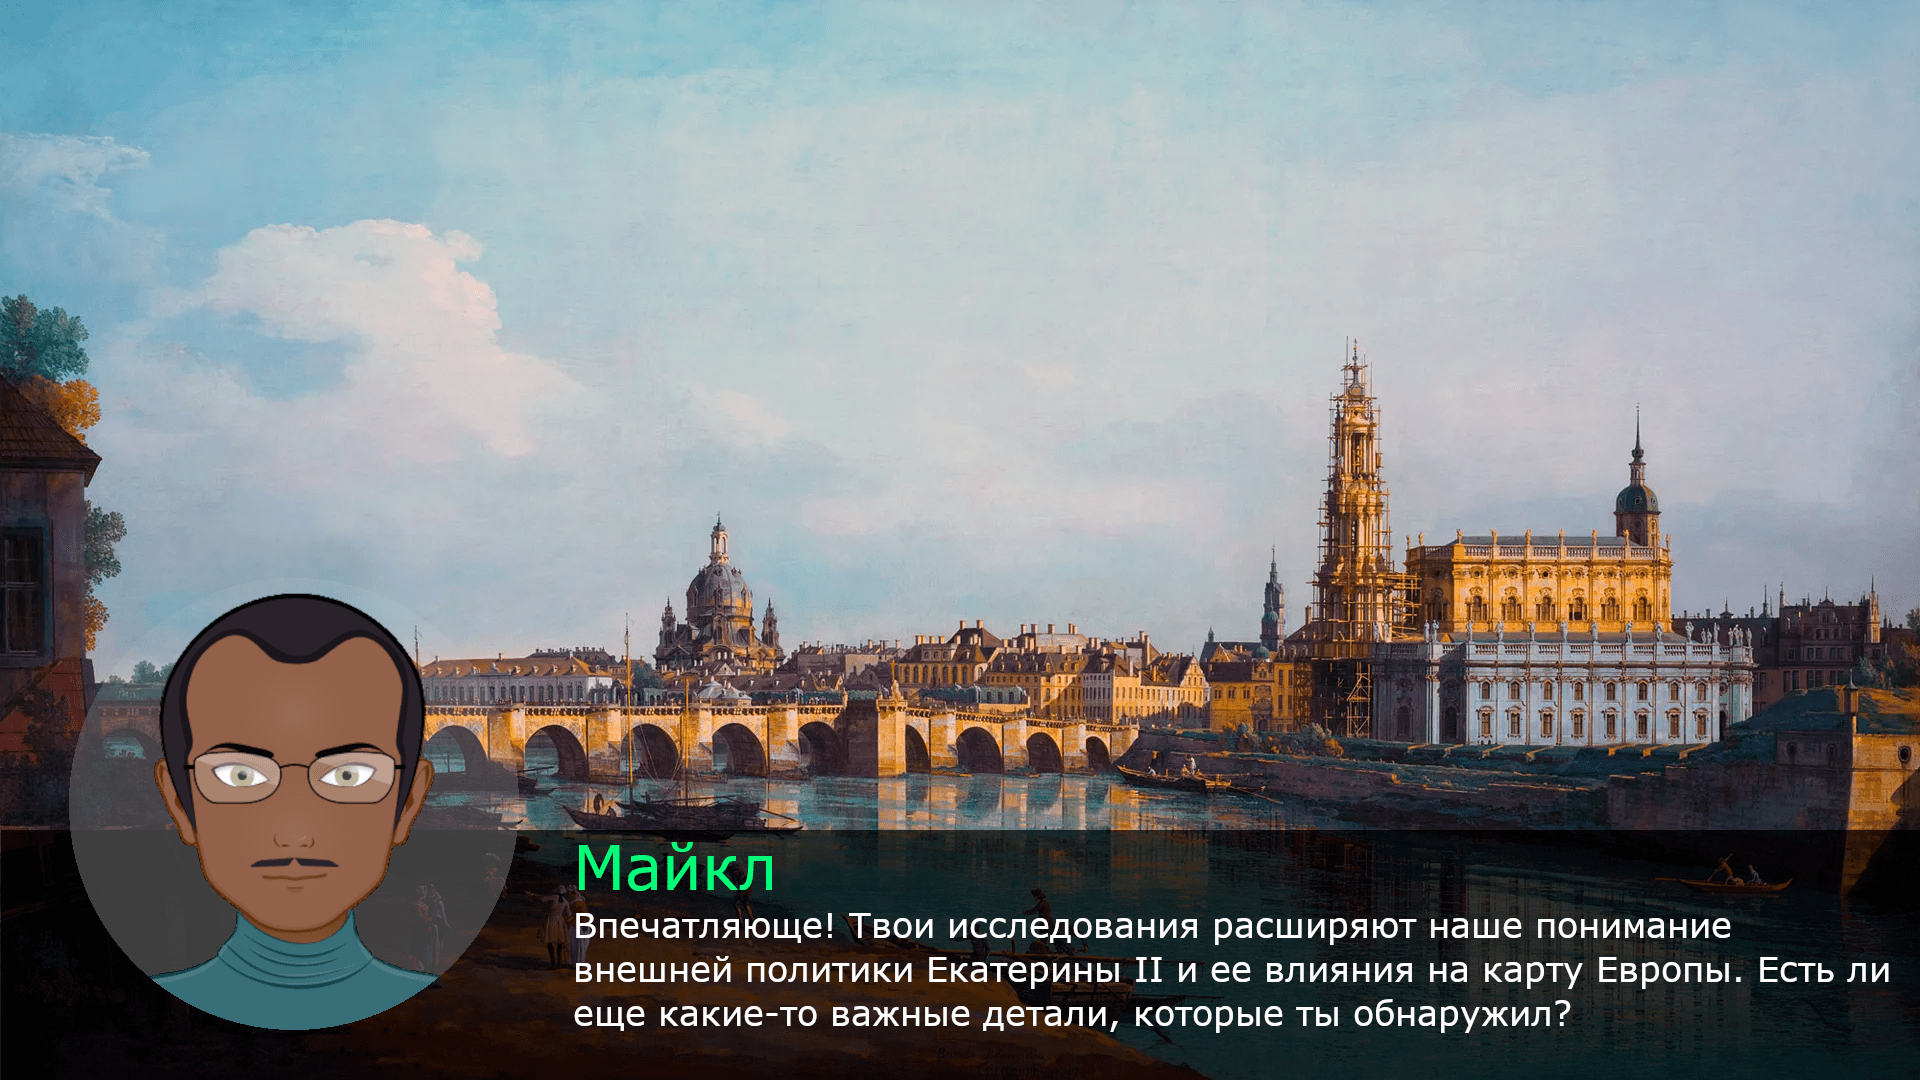 Майкл
Впечатляюще! Твои исследования расширяют наше понимание
внешней политики Екатерины II и ее влияния на карту Европы. Есть ли
еще какие-то важные детали, которые ты обнаружил?